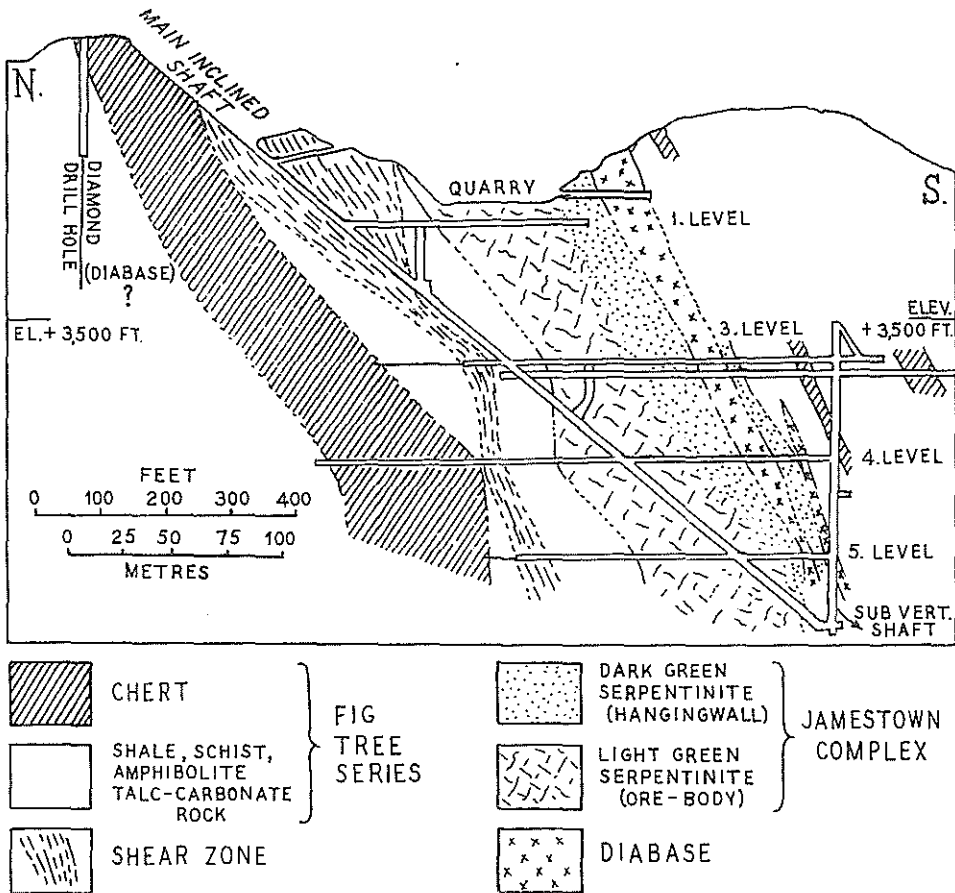 N.
MAIN INCLINED
SHAFT
DIAMOND
DRILL HOLE
(DIABASE)
?
QUARRY
S.
1. LEVEL
EL. + 3,500 FT.
3. LEVEL
ELEV.
+ 3,500 FT.
4. LEVEL
5. LEVEL
SUB VERT.
SHAFT
FEET
0 100 200 300 400
0 25 50 75 100
METRES
CHERT
SHALE, SCHIST,
AMPHIBOLITE
TALC-CARBONATE
ROCK
FIG
TREE
SERIES
SHEAR ZONE
DARK GREEN
SERPENTINITE
(HANGINGWALL)
LIGHT GREEN
SERPENTINITE
(ORE-BODY)
JAMESTOWN
COMPLEX
DIABASE